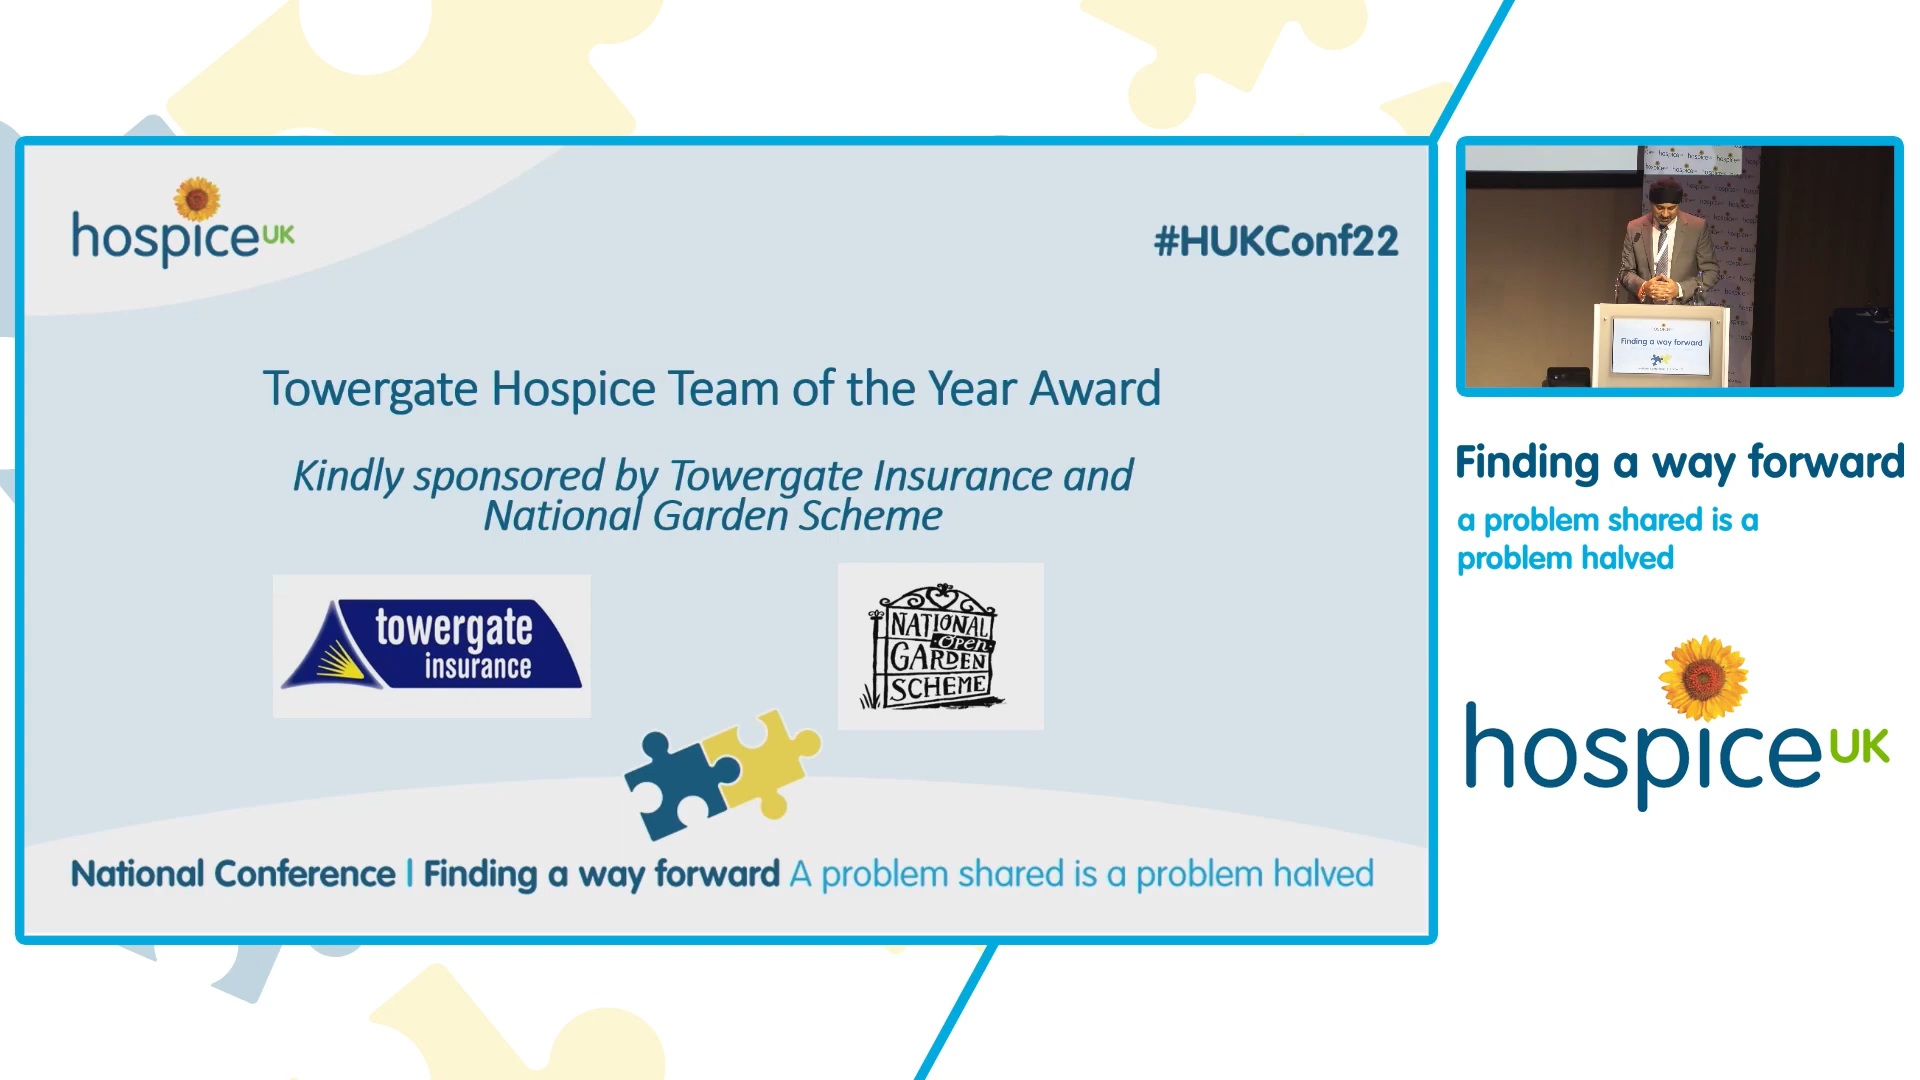 hospice UK
#HUKConf22
Towergate Hospice Team of the Year Award
Kindly sponsored by Towergate Insurance and
National Garden Scheme
towergate
insurance
NATIONAL
OPEN
GARDEN
SCHEME
National Conference | Finding a way forward A problem shared is a problem halved
Finding a way forward
Finding a way forward
a problem shared is a
problem halved
hospice UK